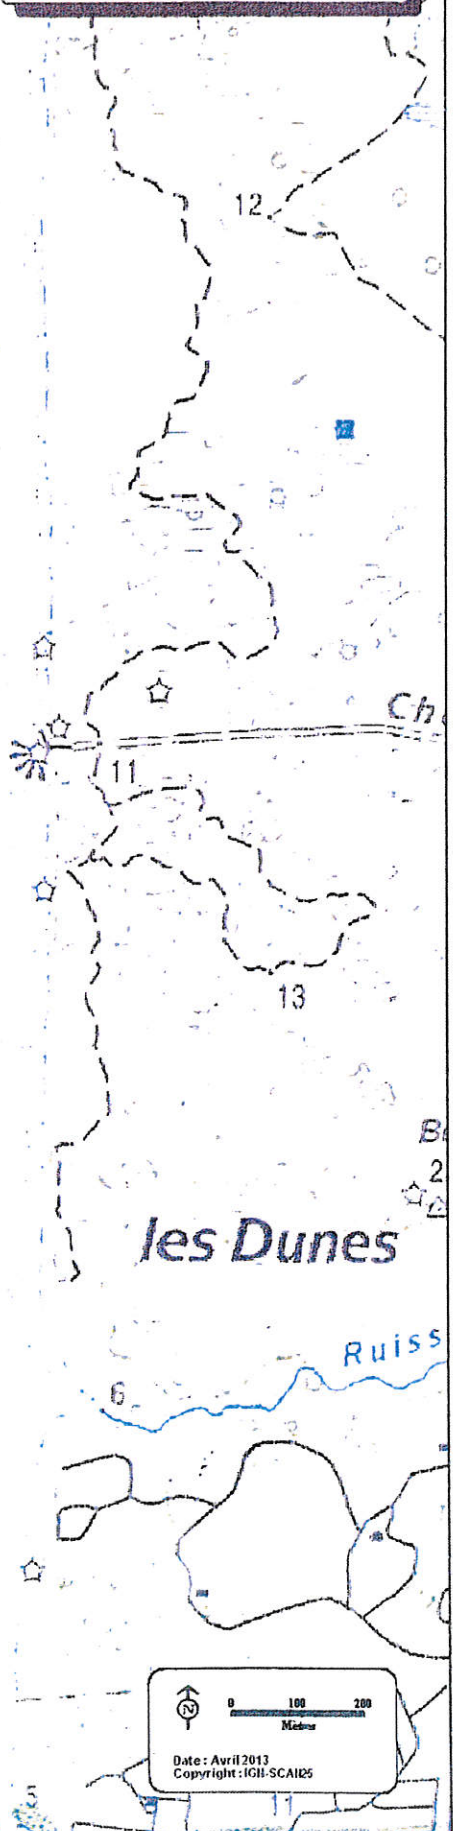 12
Ch
11
13
B
2
les Dunes
Ruiss
6
N
0 100 200
Mètres
Date : Avril 2013
Copyright : IGN-SCAN25
5
11